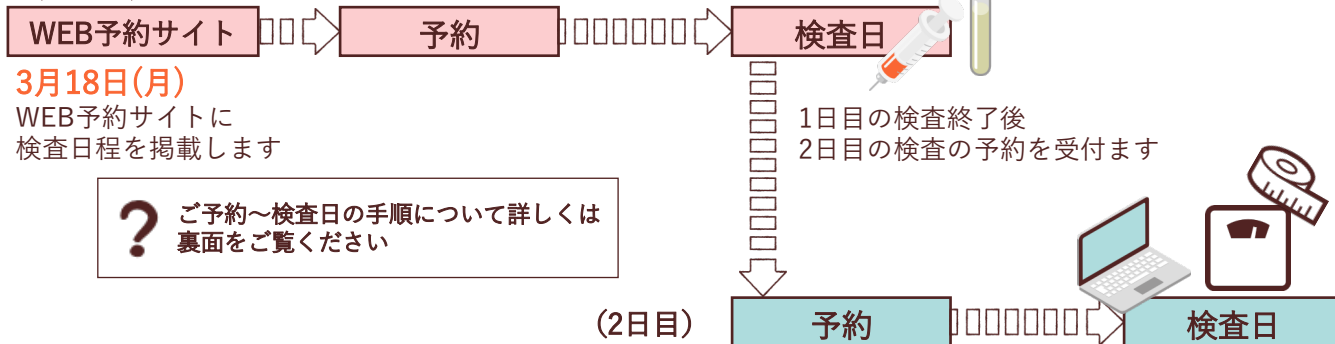 WEB予約サイト
予約
検査日
3月18日(月)
WEB予約サイトに
検査日程を掲載します
1日目の検査終了後
2日目の検査の予約を受付ます
?
ご予約～検査日の手順について詳しくは
裏面をご覧ください
(2日目)
予約
検査日